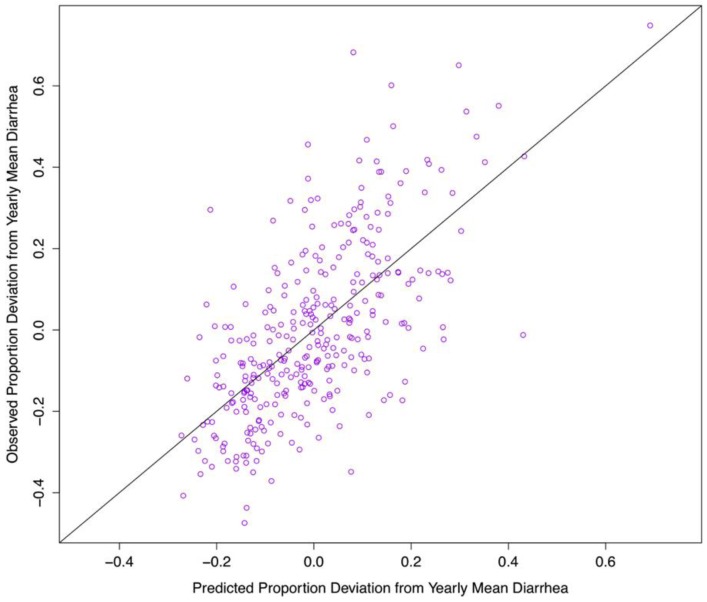 Observed Proportion Deviation from Yearly Mean Diarrhea
0.6
0.4
0.2
0.0
−0.2
−0.4
−0.4 −0.2 0.0 0.2 0.4 0.6
Predicted Proportion Deviation from Yearly Mean Diarrhea